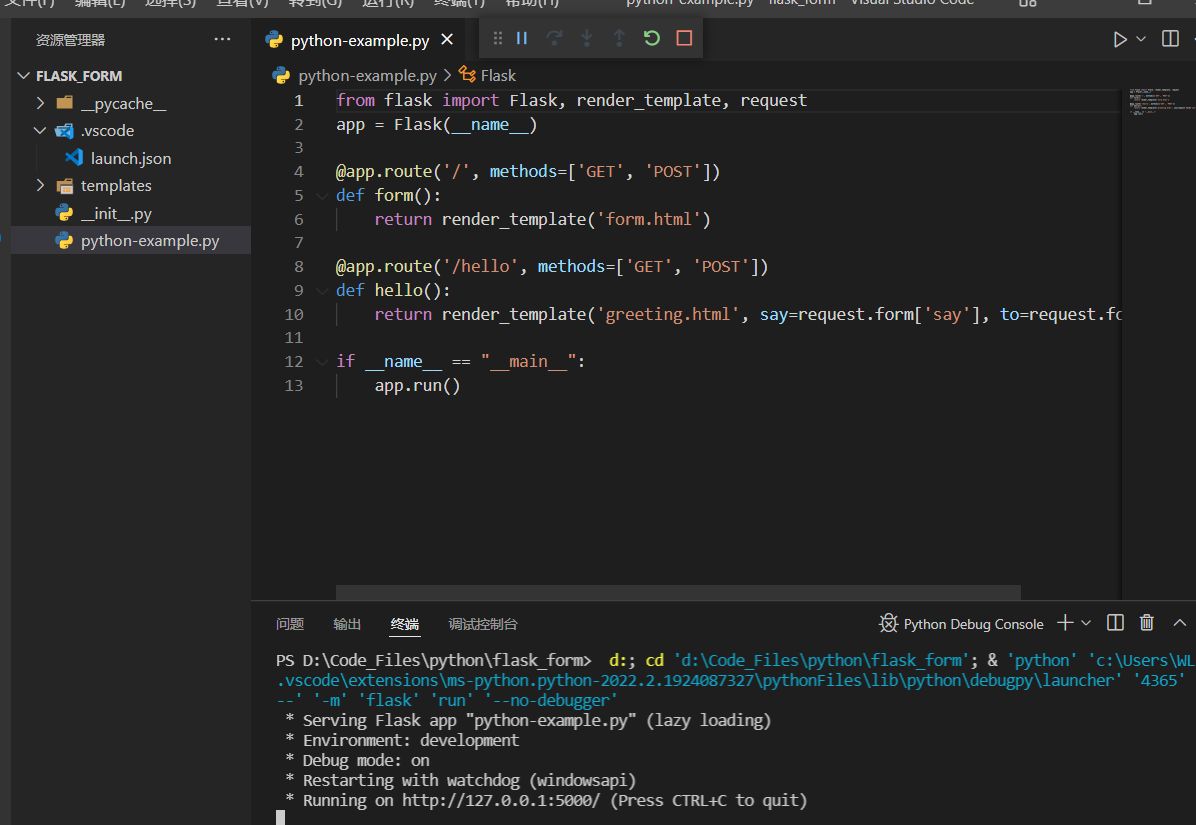 文件(F) 编辑(E) 选择(S) 查看(V) 转到(G) 运行(R) 终端(T) 帮助(H) python-example.py - flask_form - Visual Studio Code
资源管理器
python-example.py
FLASK_FORM
__pycache__
.vscode
launch.json
templates
__init__.py
python-example.py
python-example.py > Flask
1 from flask import Flask, render_template, request
2 app = Flask(__name__)
3
4 @app.route('/', methods=['GET', 'POST'])
5 def form():
6 return render_template('form.html')
7
8 @app.route('/hello', methods=['GET', 'POST'])
9 def hello():
10 return render_template('greeting.html', say=request.form['say'], to=request.fo
11
12 if __name__ == "__main__":
13 app.run()
问题 输出 终端 调试控制台 Python Debug Console
PS D:\Code_Files\python\flask_form> d:; cd 'd:\Code_Files\python\flask_form'; & 'python' 'c:\Users\WL
.vscode\extensions\ms-python.python-2022.2.1924087327\pythonFiles\lib\python\debugpy\launcher' '4365'
--' '-m' 'flask' 'run' '--no-debugger'
* Serving Flask app "python-example.py" (lazy loading)
* Environment: development
* Debug mode: on
* Restarting with watchdog (windowsapi)
* Running on http://127.0.0.1:5000/ (Press CTRL+C to quit)